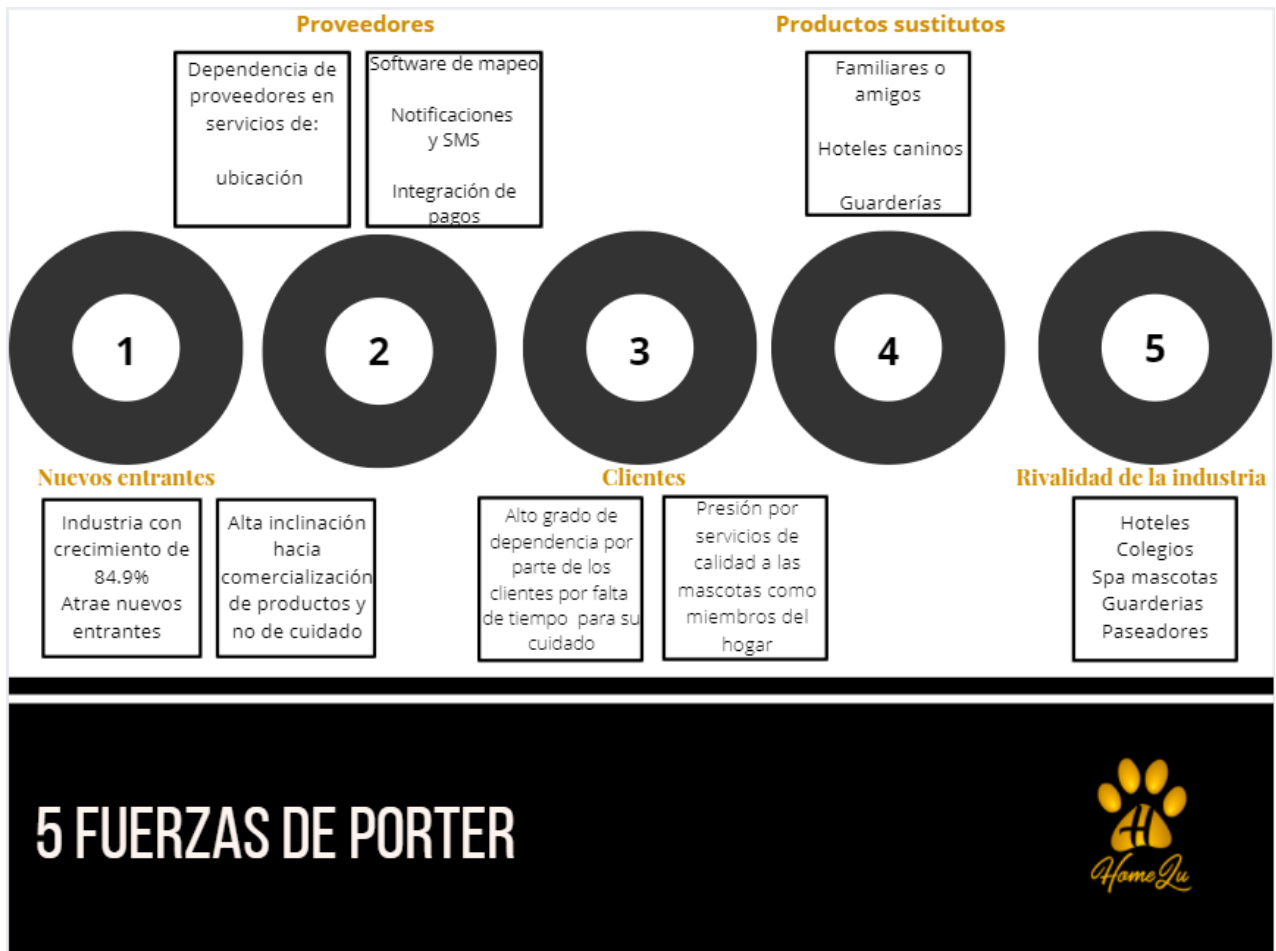 Proveedores
Dependencia de
proveedores en
servicios de:
ubicación
Software de mapeo
Notificaciones
y SMS
Integración de
pagos
Productos sustitutos
Familiares o
amigos
Hoteles caninos
Guarderías
1
2
3
4
5
Nuevos entrantes
Industria con
crecimiento de
84.9%
Atrae nuevos
entrantes
Alta inclinación
hacia
comercialización
de productos y
no de cuidado
Clientes
Alto grado de
dependencia por
parte de los
clientes por falta
de tiempo para su
cuidado
Presión por
servicios de
calidad a las
mascotas como
miembros del
hogar
Rivalidad de la industria
Hoteles
Colegios
Spa mascotas
Guarderias
Paseadores
5 FUERZAS DE PORTER
H
HomeLu